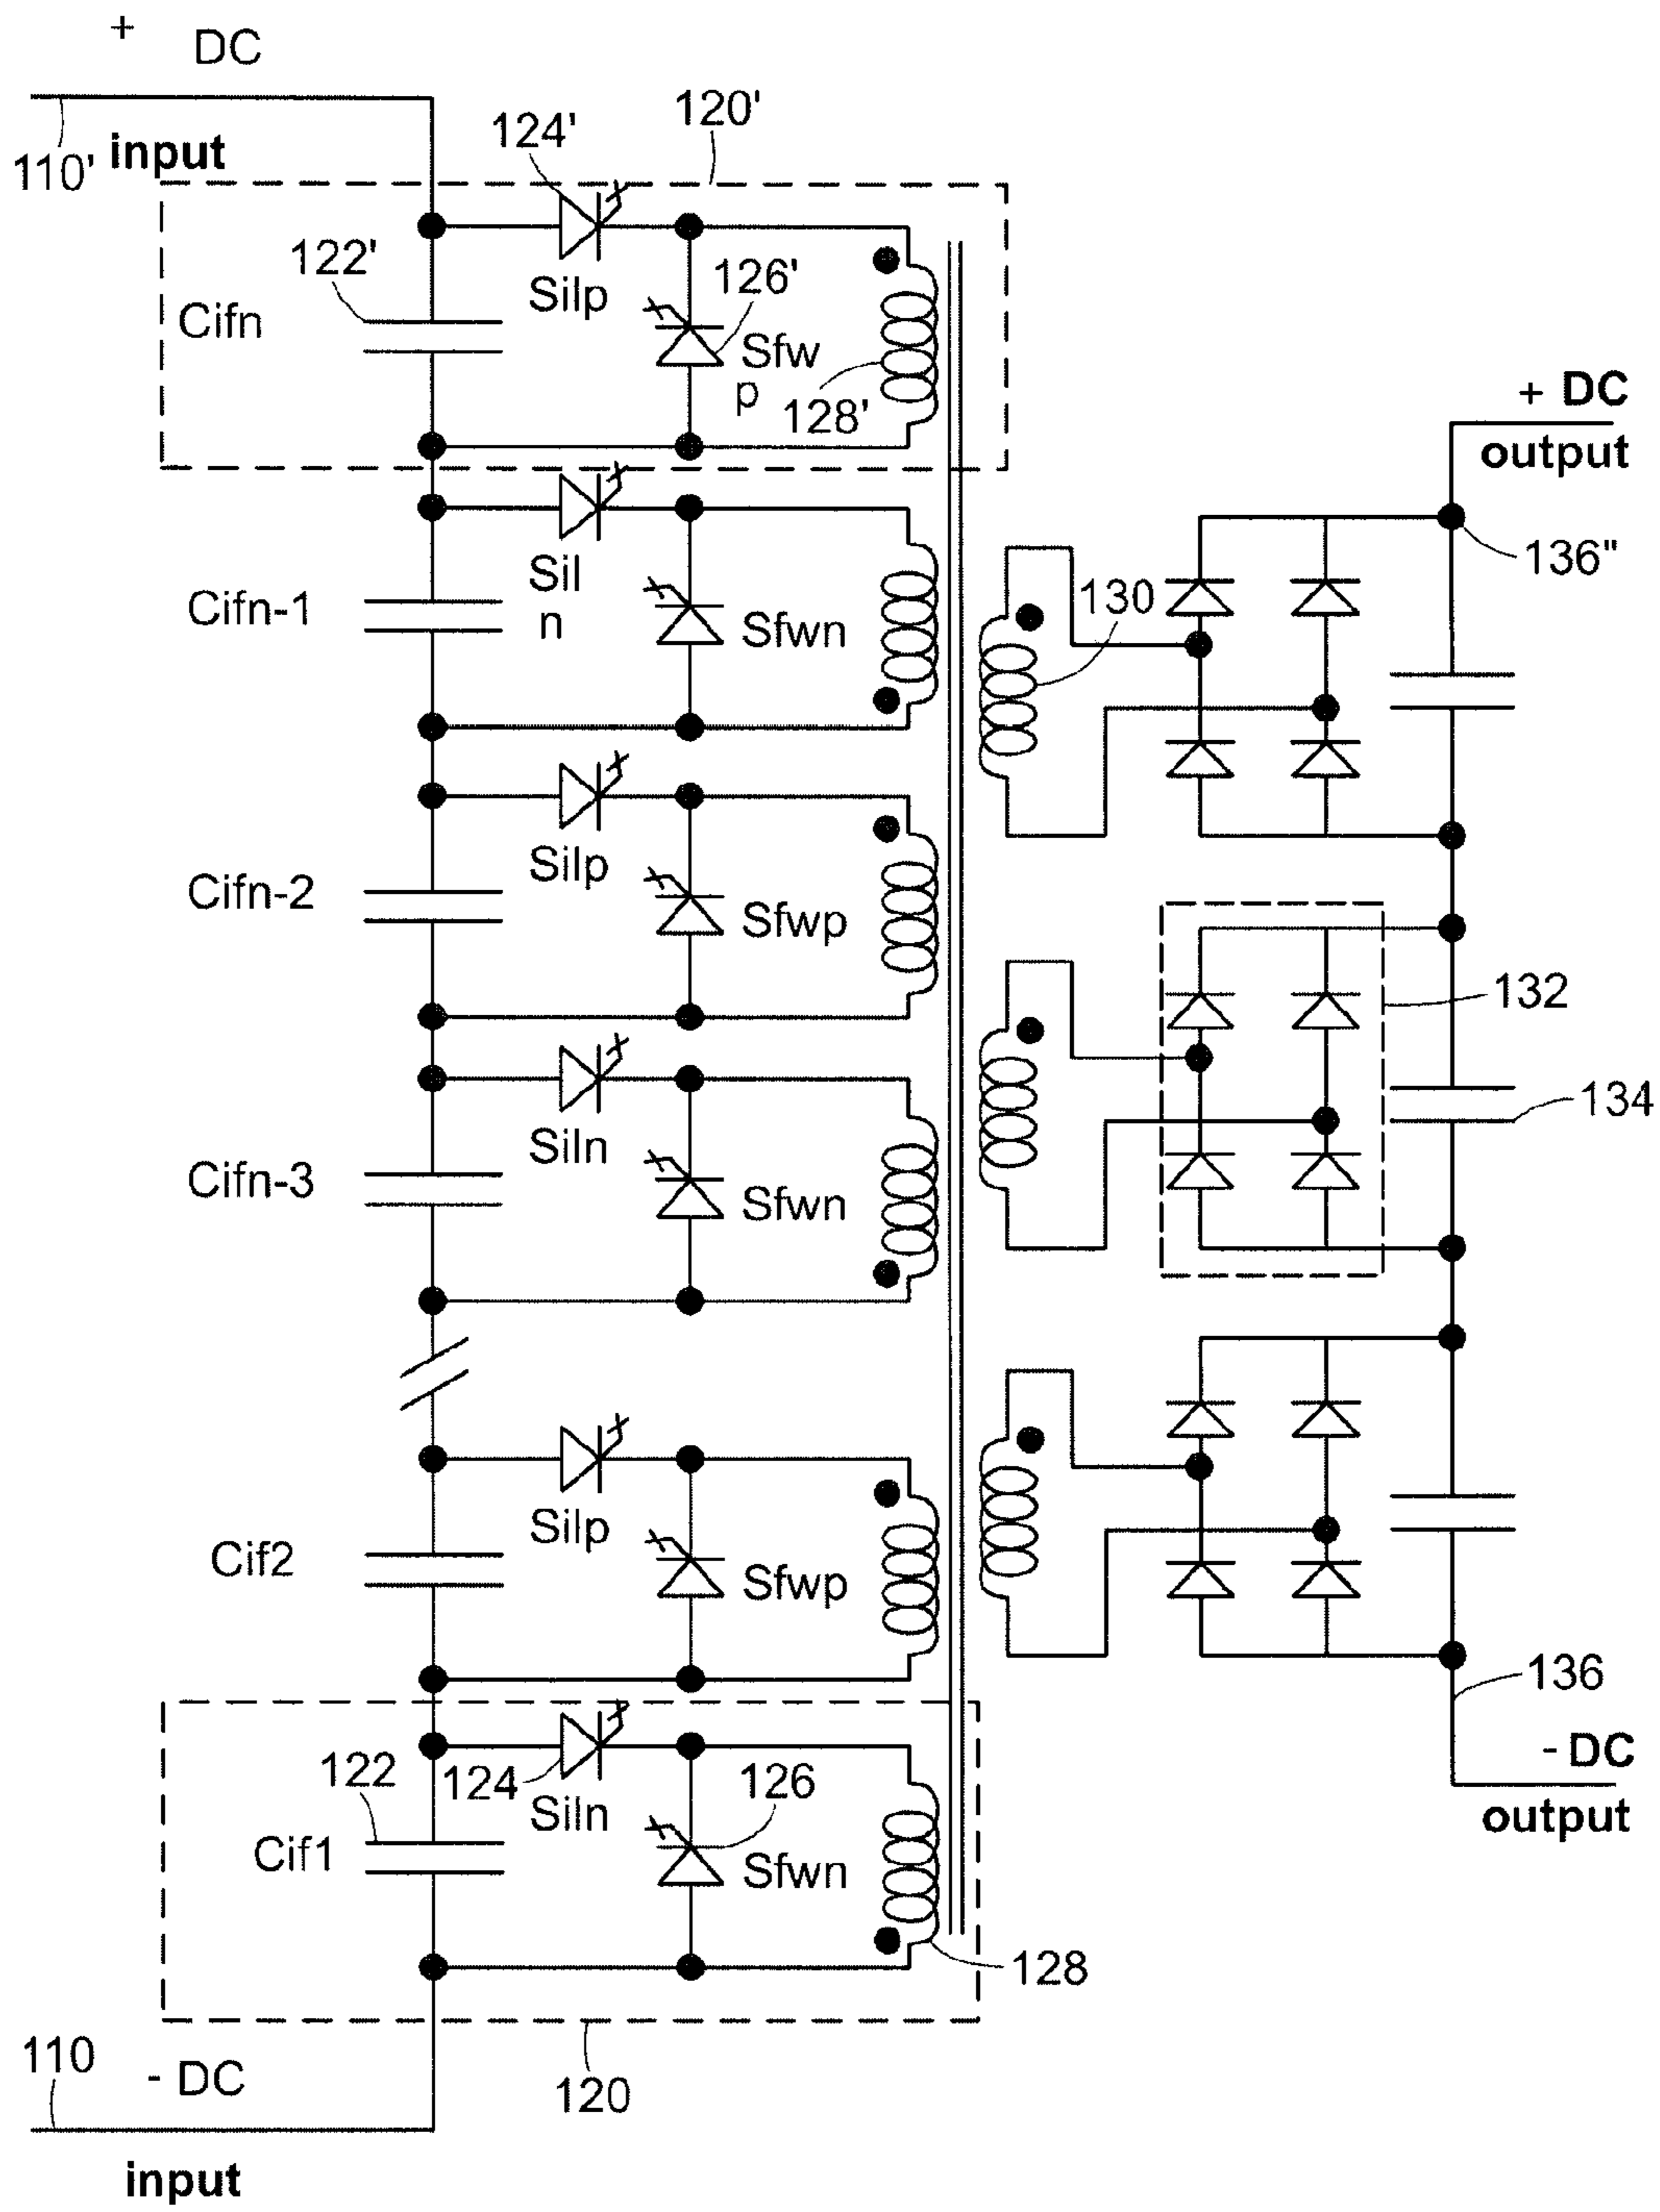 +
DC
110'
input
124'
120'
122'
Cifn
Silp
126'
Sfw
p
128'
+ DC
output
Sil
n
Cifn-1
Sfwn
130
136"
Silp
Cifn-2
Sfwp
132
Siln
Cifn-3
Sfwn
134
Silp
Cif2
Sfwp
136
- DC
output
122
124
Siln
126
Cif1
Sfwn
128
110
- DC
120
input